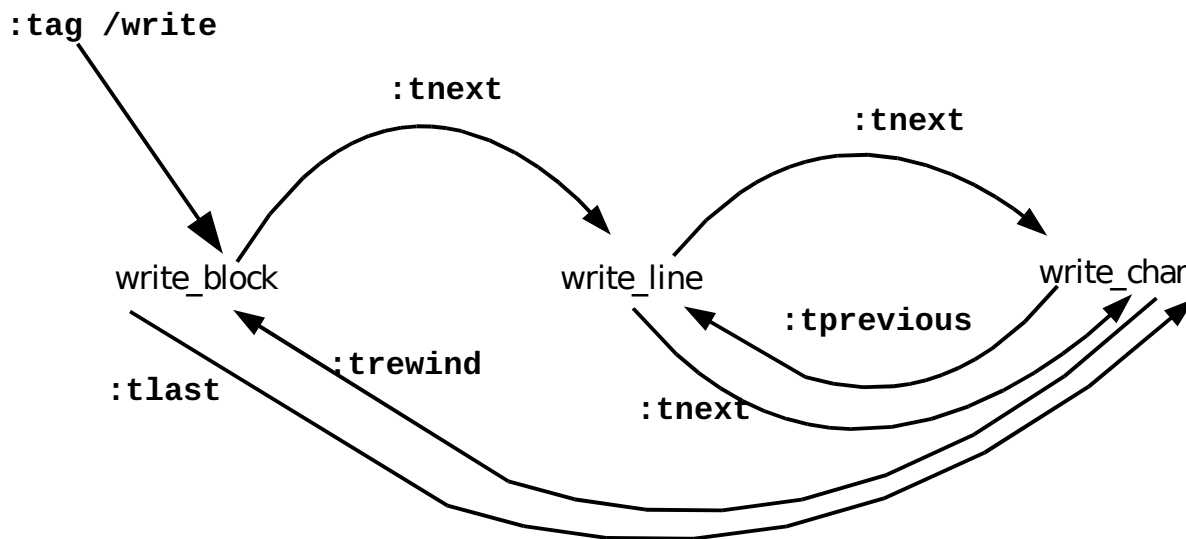 :tag /write
:tnext
:tnext
write_block
write_line
write_char
:tprevious
:trewind
:tlast
:tnext